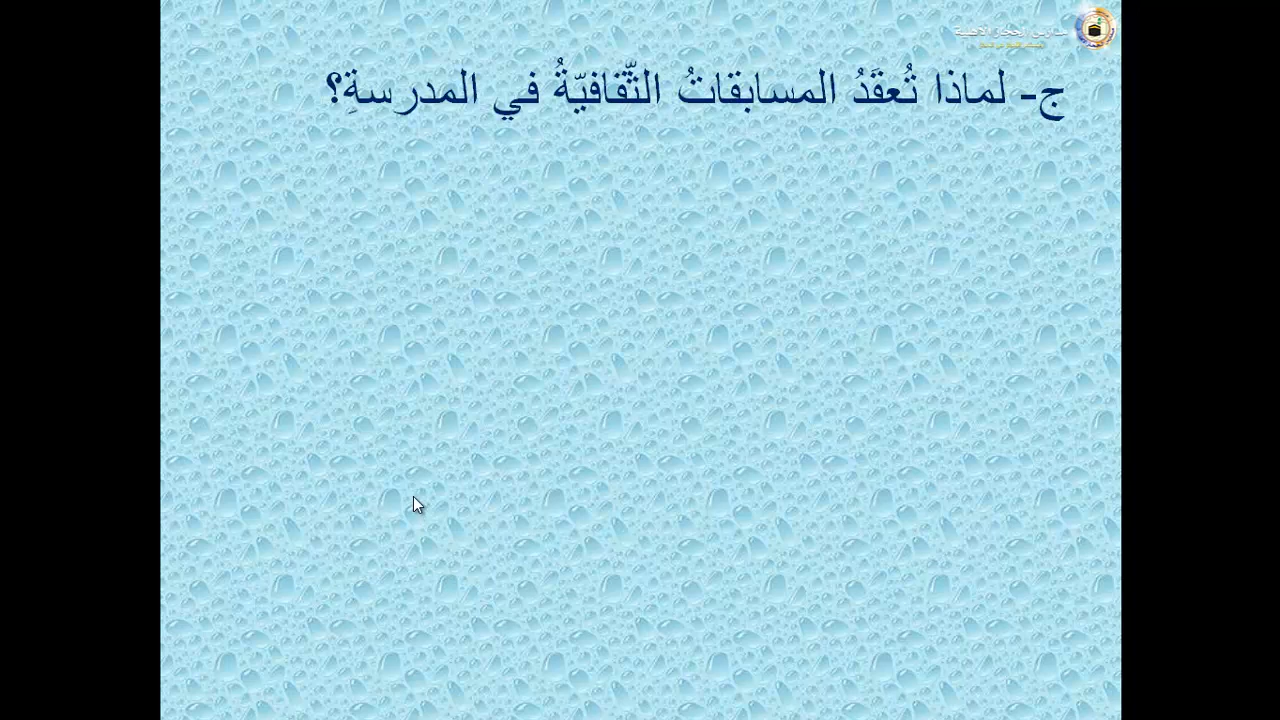 ج- لماذا تُعقَدُ المسابقاتُ الثّقافيّةُ في المدرسةِ؟